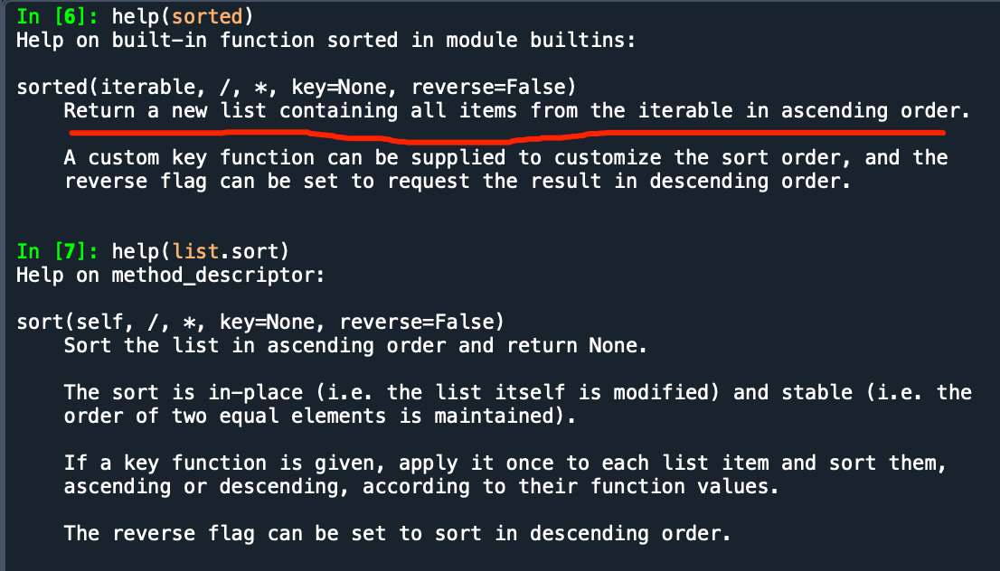 In [6]: help(sorted)
Help on built-in function sorted in module builtins:
sorted(iterable, /, *, key=None, reverse=False)
Return a new list containing all items from the iterable in ascending order.
A custom key function can be supplied to customize the sort order, and the
reverse flag can be set to request the result in descending order.
In [7]: help(list.sort)
Help on method_descriptor:
sort(self, /, *, key=None, reverse=False)
Sort the list in ascending order and return None.
The sort is in-place (i.e. the list itself is modified) and stable (i.e. the
order of two equal elements is maintained).
If a key function is given, apply it once to each list item and sort them,
ascending or descending, according to their function values.
The reverse flag can be set to sort in descending order.